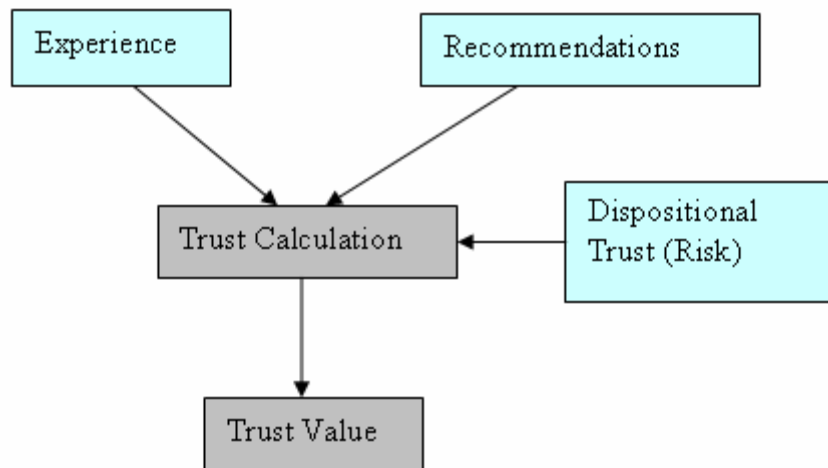 Experience
Recommendations
Trust Calculation
Dispositional
Trust (Risk)
Trust Value